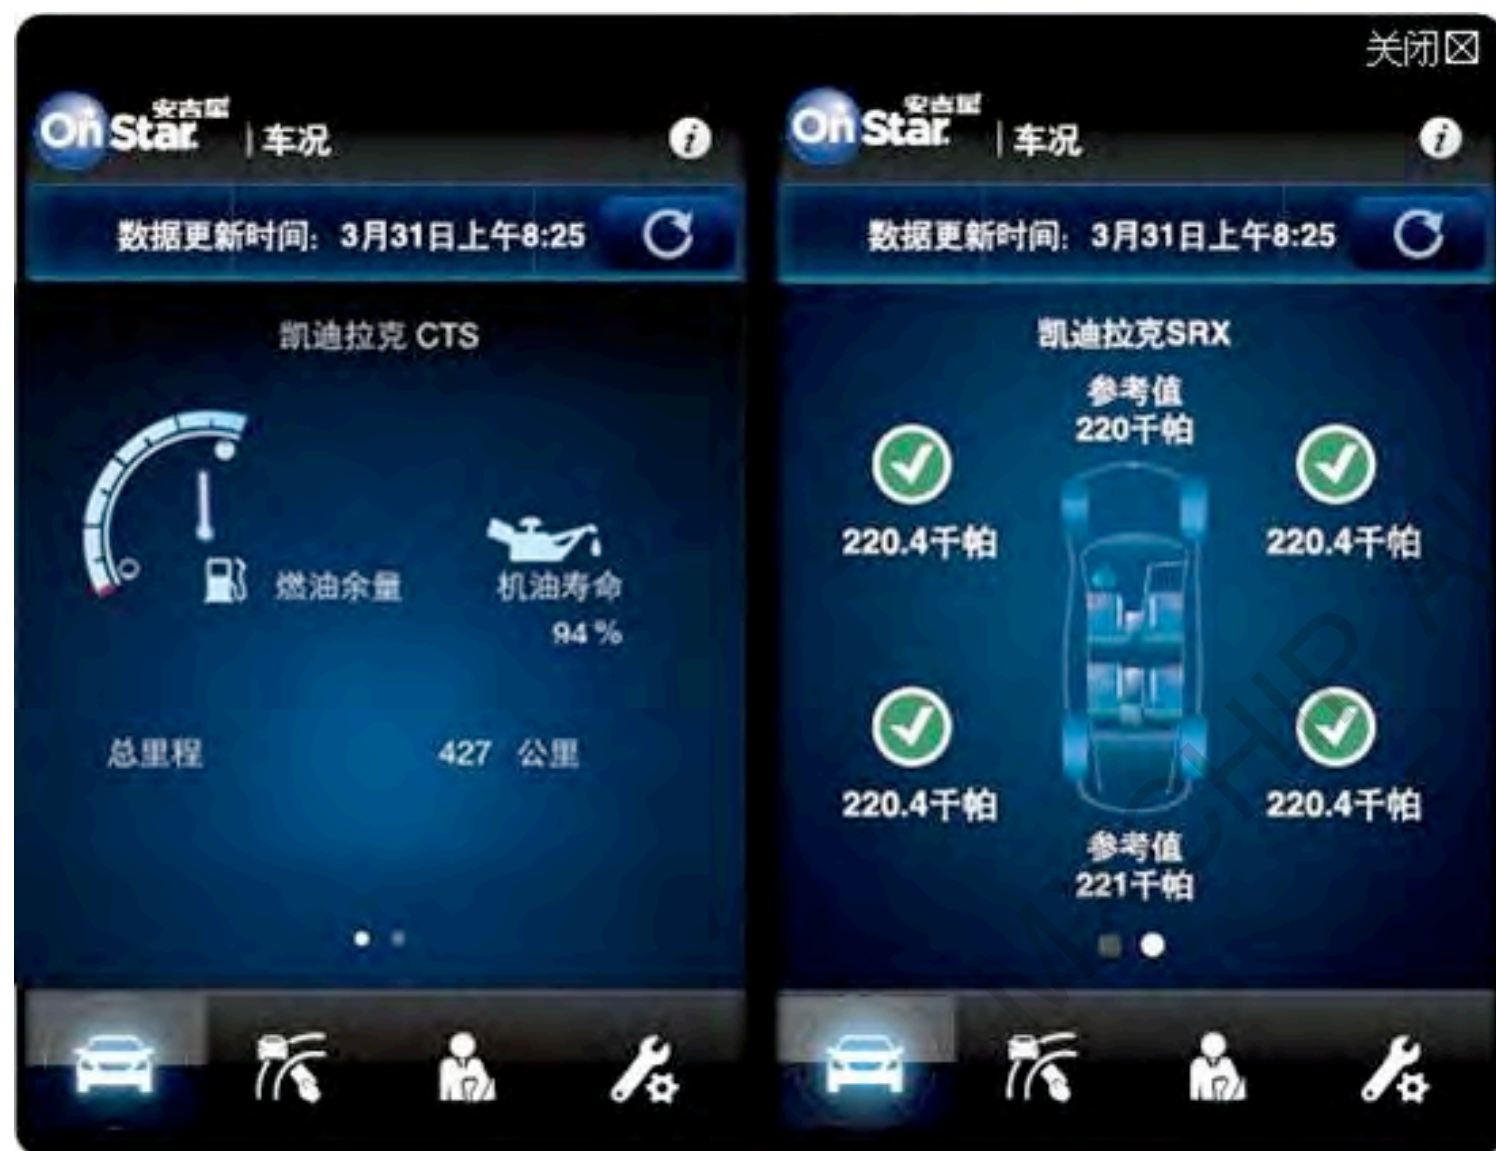 关闭
安吉星
OnStar
车况
数据更新时间: 3月31日上午8:25
凯迪拉克 CTS
燃油余量
机油寿命
94%
总里程
427 公里
安吉星
OnStar
车况
数据更新时间: 3月31日上午8:25
凯迪拉克SRX
参考值
220千帕
220.4千帕
220.4千帕
220.4千帕
220.4千帕
参考值
221千帕